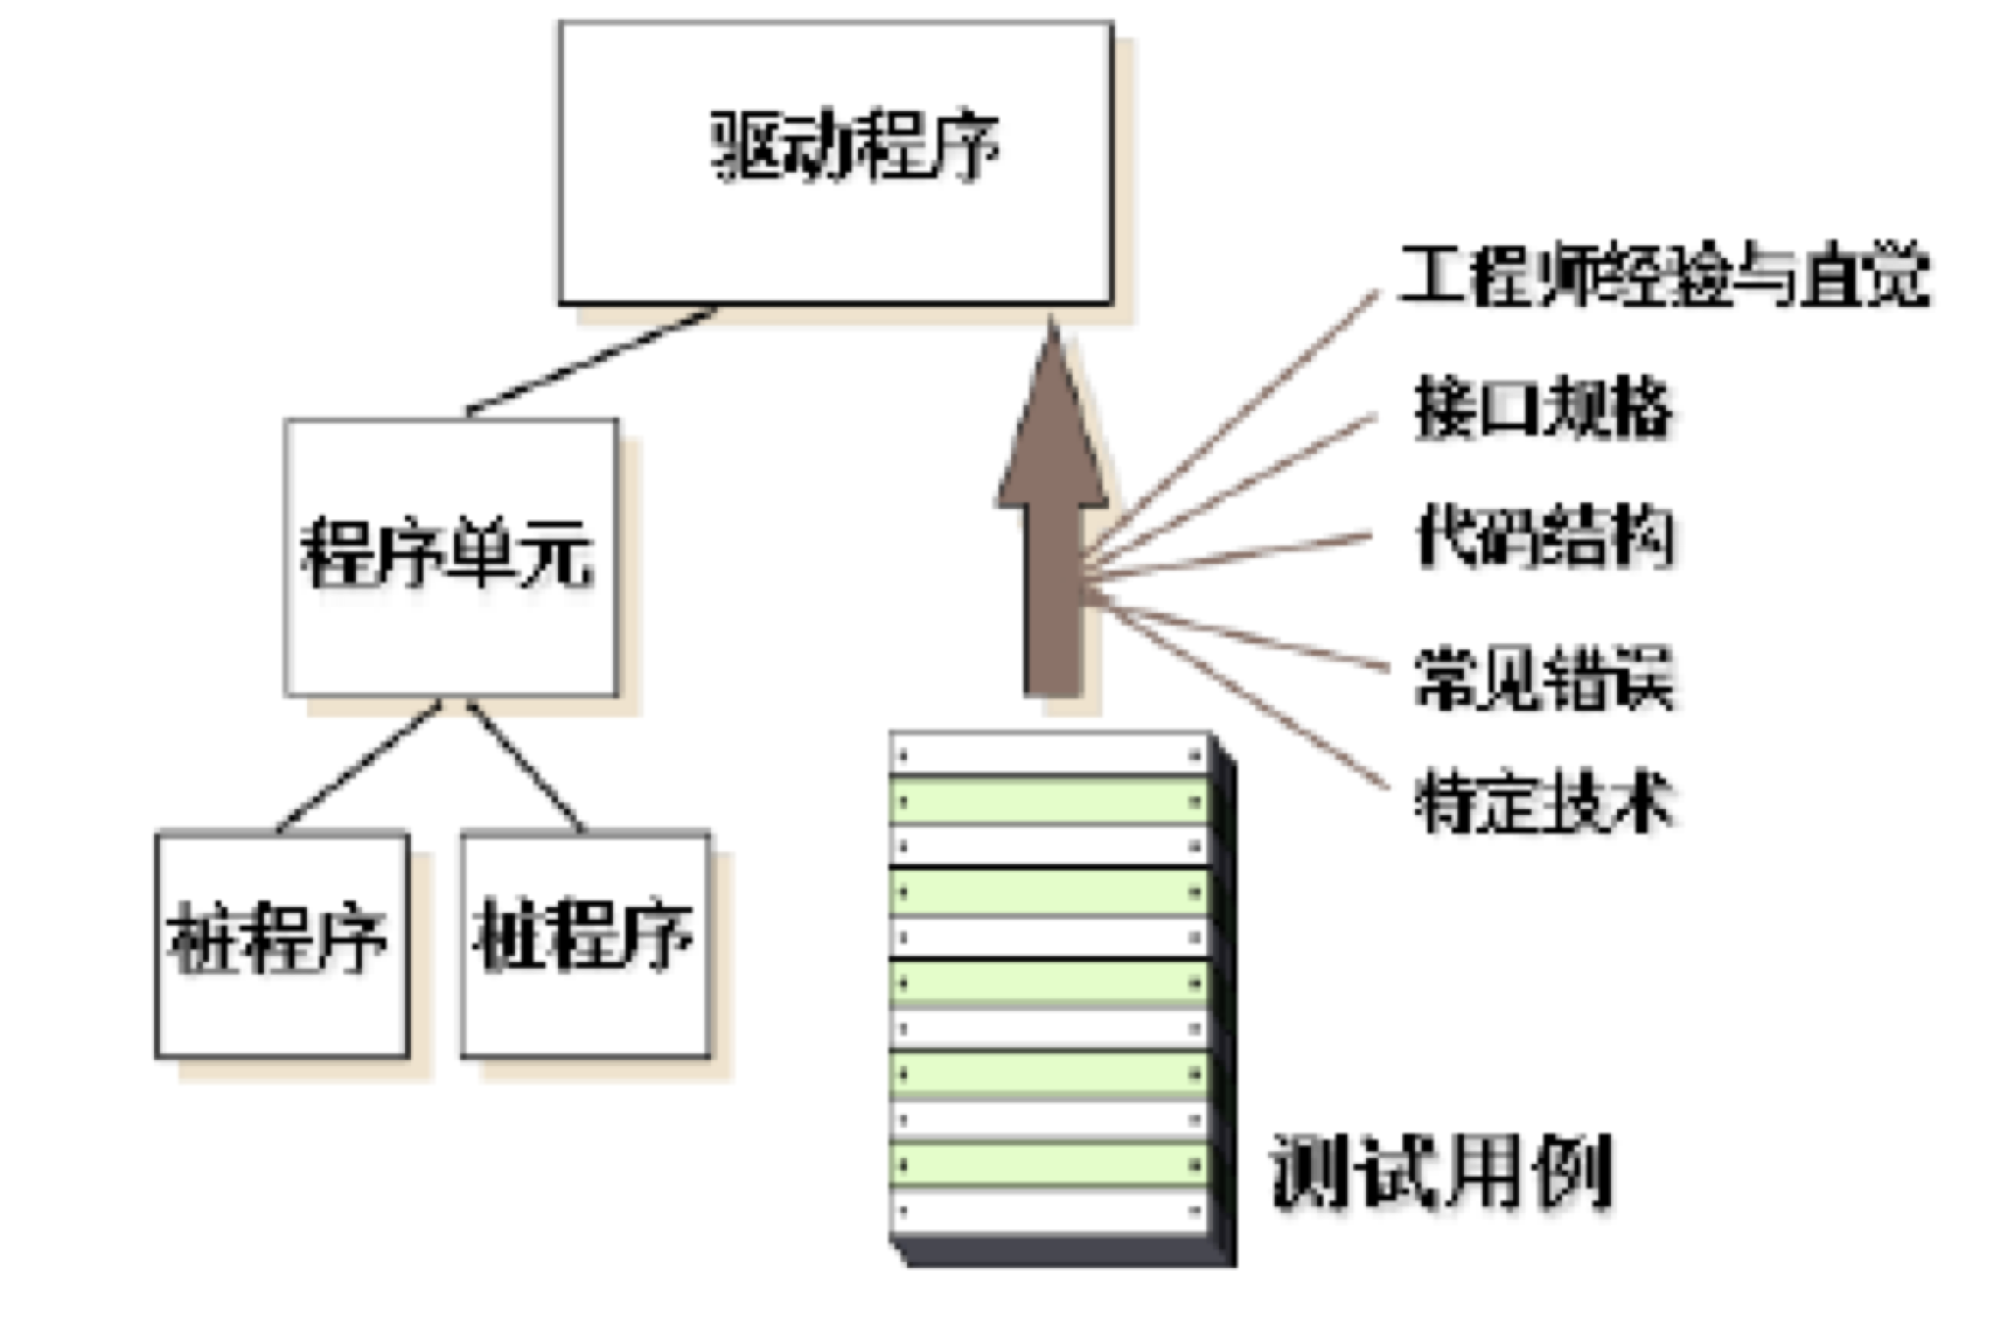 驱动程序
工程师经验与直觉
接口规格
代码结构
常见错误
特定技术
程序单元
桩程序
桩程序
测试用例